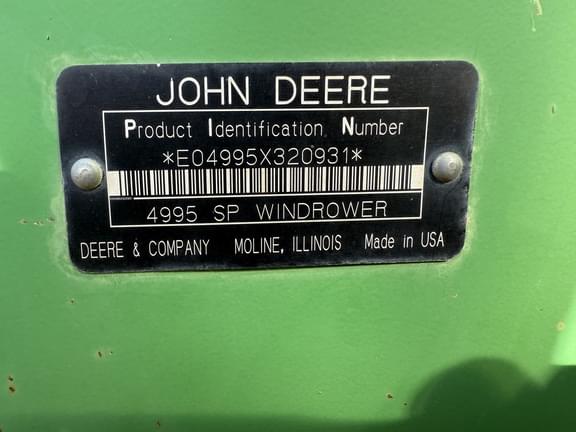 JOHN DEERE
Product Identification Number
*E04995X320931*
4995 SP WINDROWER
DEERE & COMPANY MOLINE, ILLINOIS Made in USA